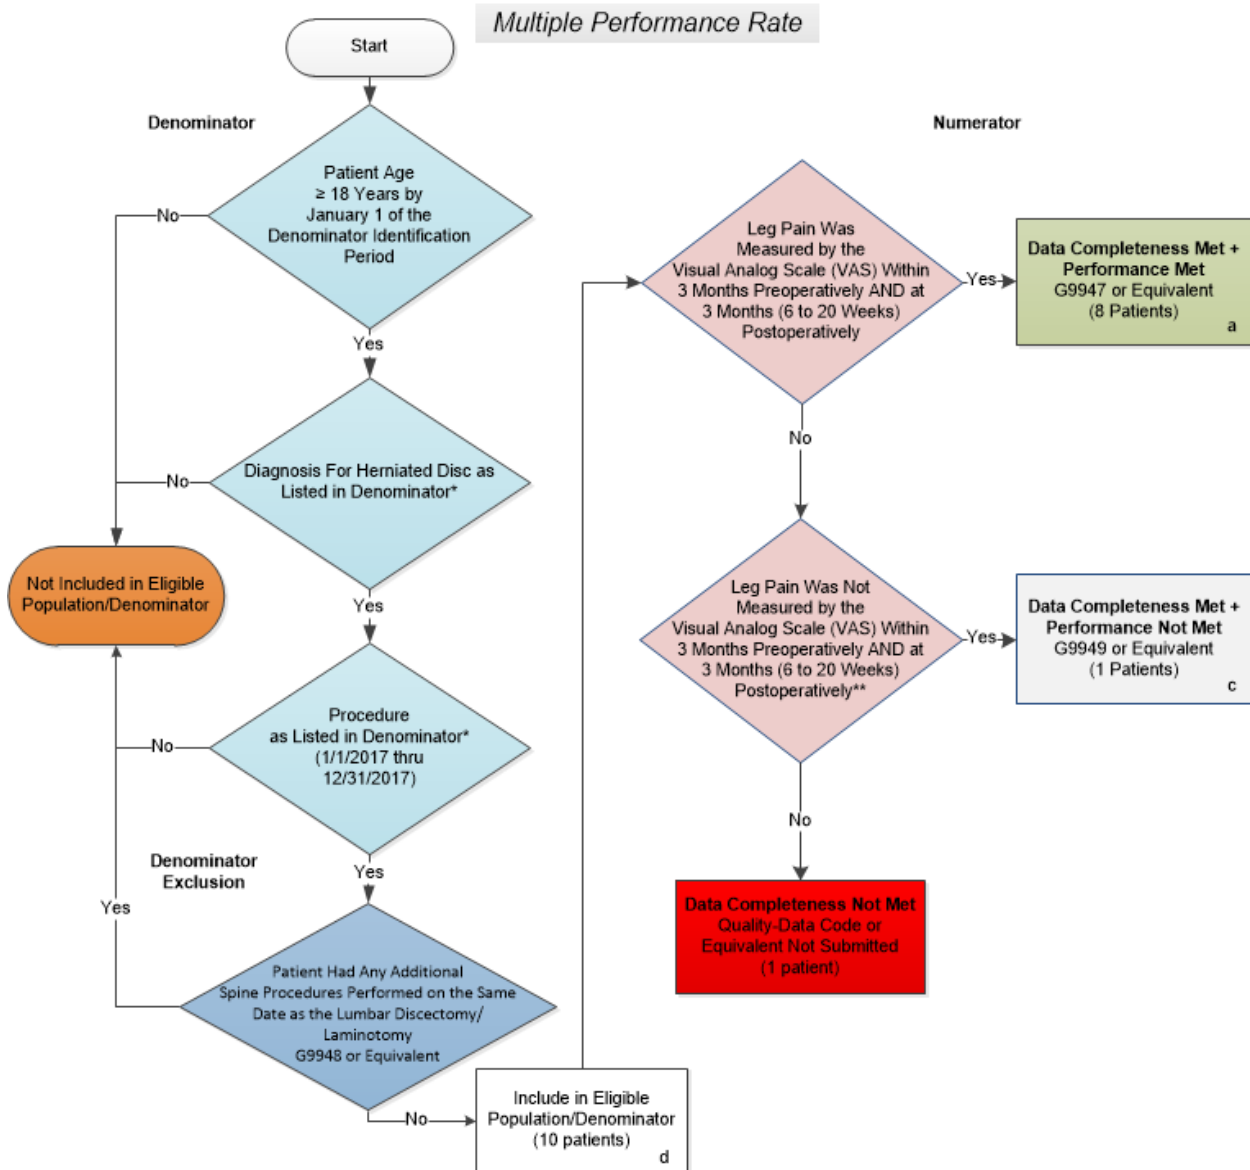 Multiple Performance Rate
Start
Denominator
Patient Age
≥ 18 Years by
January 1 of the
Denominator Identification
Period
No
Yes
Diagnosis For Herniated Disc as
Listed in Denominator*
No
Yes
Not Included in Eligible
Population/Denominator
Procedure
as Listed in Denominator*
(1/1/2017 thru
12/31/2017)
No
Yes
Denominator
Exclusion
Yes
Patient Had Any Additional
Spine Procedures Performed on the Same
Date as the Lumbar Discectomy/
Laminotomy
G9948 or Equivalent
No
Include in Eligible
Population/Denominator
(10 patients)
d
Numerator
Leg Pain Was
Measured by the
Visual Analog Scale (VAS) Within
3 Months Preoperatively AND at
3 Months (6 to 20 Weeks)
Postoperatively
Yes
Data Completeness Met +
Performance Met
G9947 or Equivalent
(8 Patients)
a
No
Leg Pain Was Not
Measured by the
Visual Analog Scale (VAS) Within
3 Months Preoperatively AND at
3 Months (6 to 20 Weeks)
Postoperatively**
Yes
Data Completeness Met +
Performance Not Met
G9949 or Equivalent
(1 Patients)
c
No
Data Completeness Not Met
Quality-Data Code or
Equivalent Not Submitted
(1 patient)